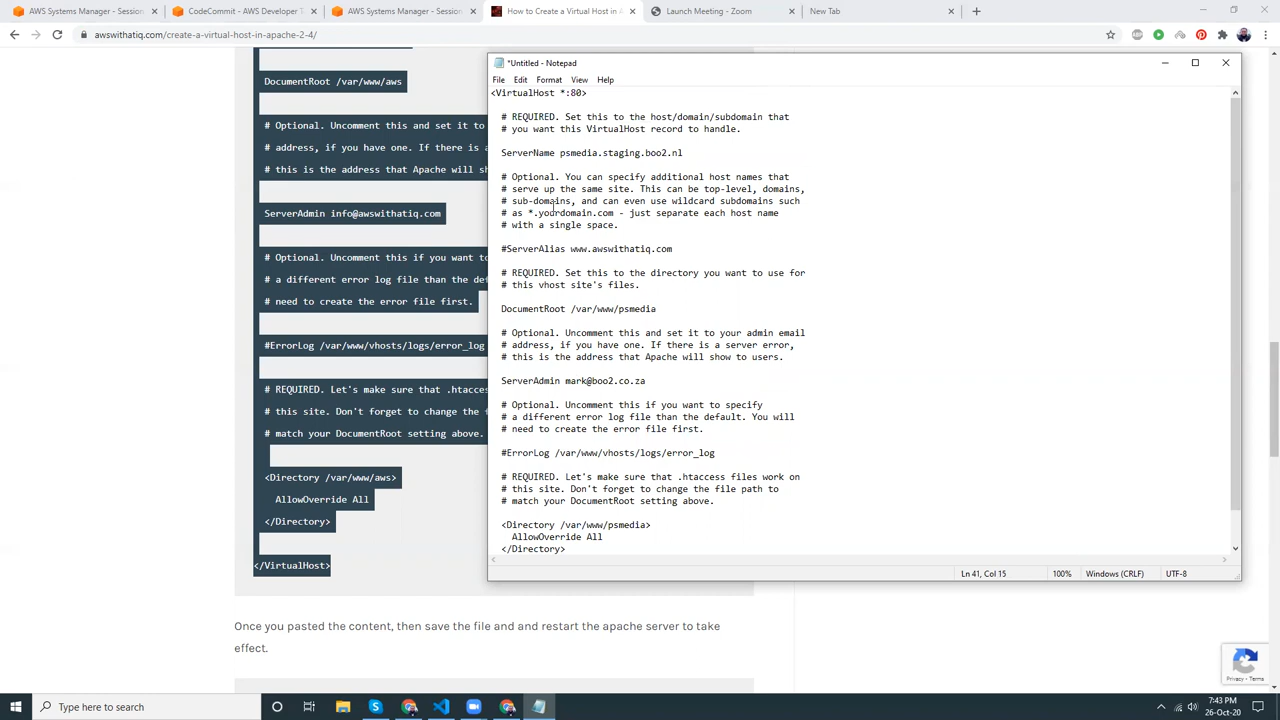 AWS Systems Manager - Session
CodeCommit - AWS Developer T
AWS Systems Manager - Session
How to Create a Virtual Host in A
Launch Meeting - Zoom
New Tab
awswithatiq.com/create-a-virtual-host-in-apache-2-4/
DocumentRoot /var/www/aws
# Optional. Uncomment this and set it to
# address, if you have one. If there is a
# this is the address that Apache will sh
ServerAdmin info@awswithatiq.com
# Optional. Uncomment this if you want to
# a different error log file than the de
# need to create the error file first.
#ErrorLog /var/www/vhosts/logs/error_log
# REQUIRED. Let's make sure that .htacces
# this site. Don't forget to change the f
# match your DocumentRoot setting above.
<Directory /var/www/aws>
AllowOverride All
</Directory>
</VirtualHost>
Once you pasted the content, then save the file and and restart the apache server to take
effect.
*Untitled - Notepad
File Edit Format View Help
<VirtualHost *:80>
# REQUIRED. Set this to the host/domain/subdomain that
# you want this VirtualHost record to handle.
ServerName psmedia.staging.boo2.nl
# Optional. You can specify additional host names that
# serve up the same site. This can be top-level, domains,
# sub-domains, and can even use wildcard subdomains such
# as *.yourdomain.com - just separate each host name
# with a single space.
#ServerAlias www.awswithatiq.com
# REQUIRED. Set this to the directory you want to use for
# this vhost site's files.
DocumentRoot /var/www/psmedia
# Optional. Uncomment this and set it to your admin email
# address, if you have one. If there is a server error,
# this is the address that Apache will show to users.
ServerAdmin mark@boo2.co.za
# Optional. Uncomment this if you want to specify
# a different error log file than the default. You will
# need to create the error file first.
#ErrorLog /var/www/vhosts/logs/error_log
# REQUIRED. Let's make sure that .htaccess files work on
# this site. Don't forget to change the file path to
# match your DocumentRoot setting above.
<Directory /var/www/psmedia>
AllowOverride All
</Directory>
Ln 41, Col 15
100%
Windows (CRLF)
UTF-8
Privacy - Terms
Type here to search
7:43 PM
26-Oct-20